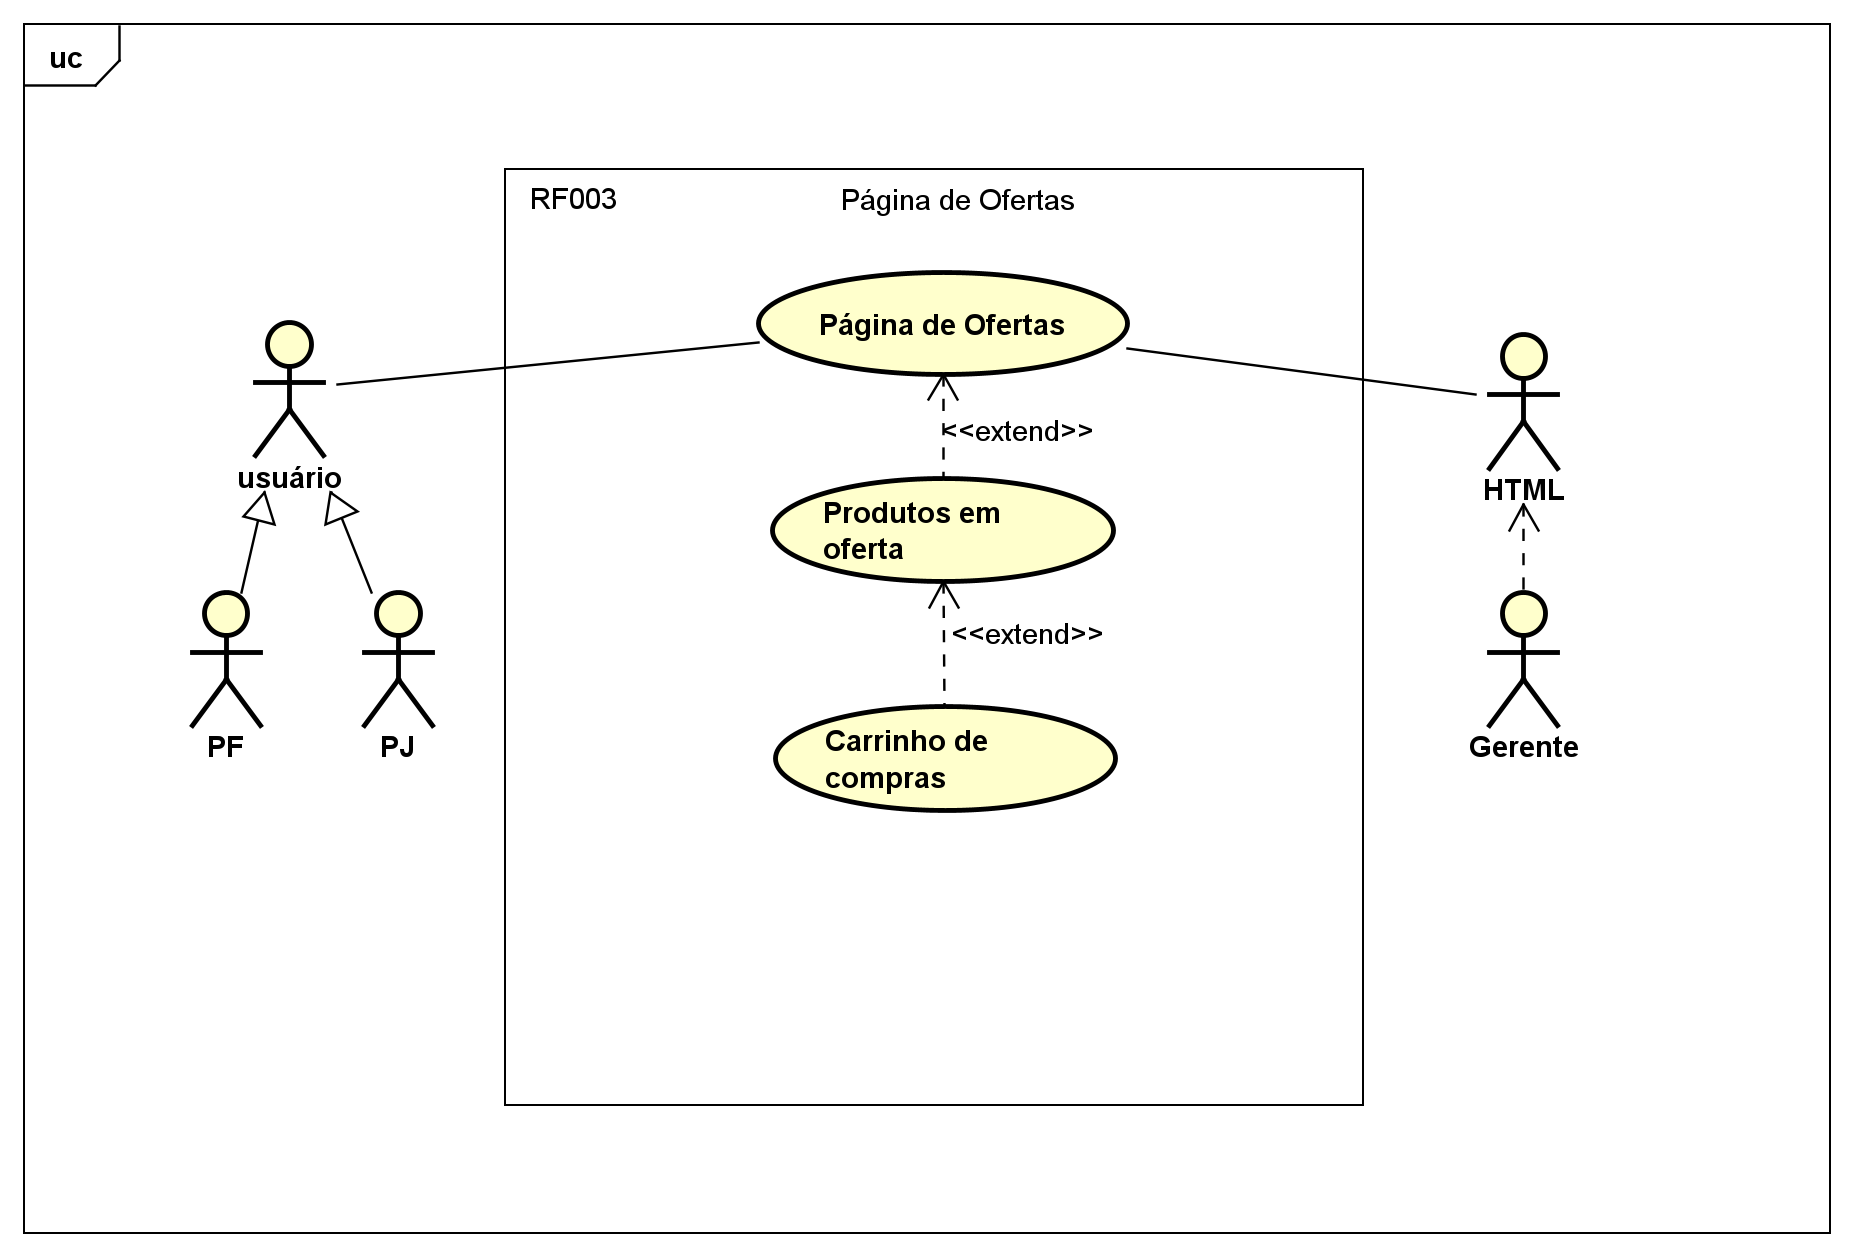 uc
RF003
Página de Ofertas
Página de Ofertas
<<extend>>
usuário
HTML
Produtos em
oferta
<<extend>>
PF
PJ
Carrinho de
compras
Gerente